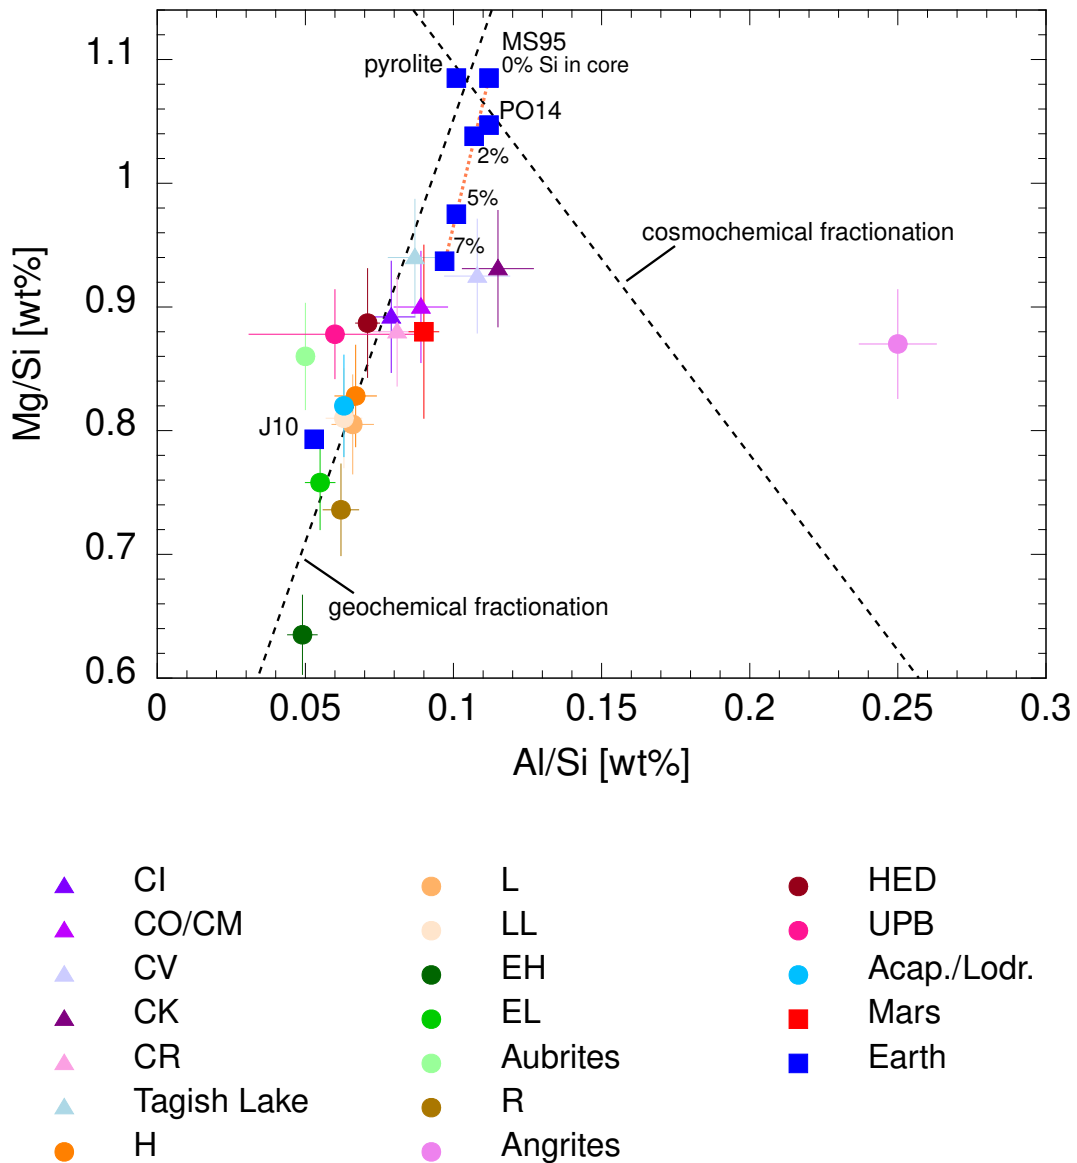 1.1
1
0.9
0.8
0.7
0.6
Mg/Si [wt%]
pyrolite
MS95
0% Si in core
PO14
2%
5%
7%
cosmochemical fractionation
J10
geochemical fractionation
0 0.05 0.1 0.15 0.2 0.25 0.3
Al/Si [wt%]
CI
CO/CM
CV
CK
CR
Tagish Lake
H
L
LL
EH
EL
Aubrites
R
Angrites
HED
UPB
Acap./Lodr.
Mars
Earth